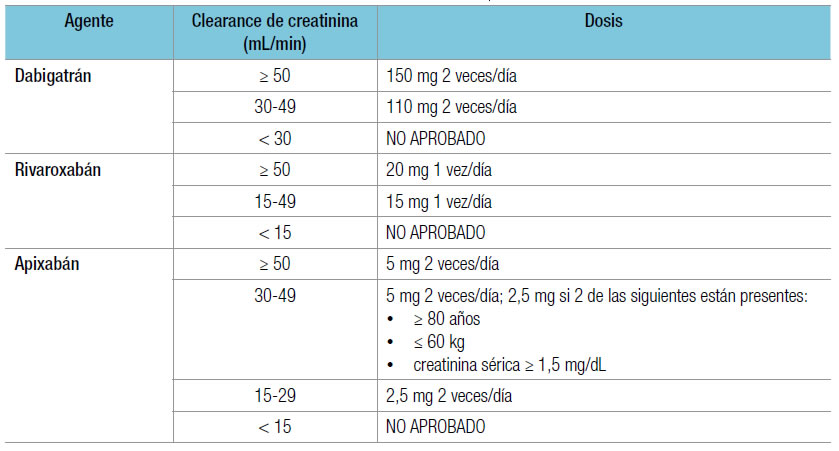 Agente Clearance de creatinina (mL/min) Dosis
Dabigatrán ≥ 50 150 mg 2 veces/día
30-49 110 mg 2 veces/día
< 30 NO APROBADO
Rivaroxabán ≥ 50 20 mg 1 vez/día
15-49 15 mg 1 vez/día
< 15 NO APROBADO
Apixabán ≥ 50 5 mg 2 veces/día
30-49 5 mg 2 veces/día; 2,5 mg si 2 de las siguientes están presentes:
• ≥ 80 años
• ≤ 60 kg
• creatinina sérica ≥ 1,5 mg/dL
15-29 2,5 mg 2 veces/día
< 15 NO APROBADO